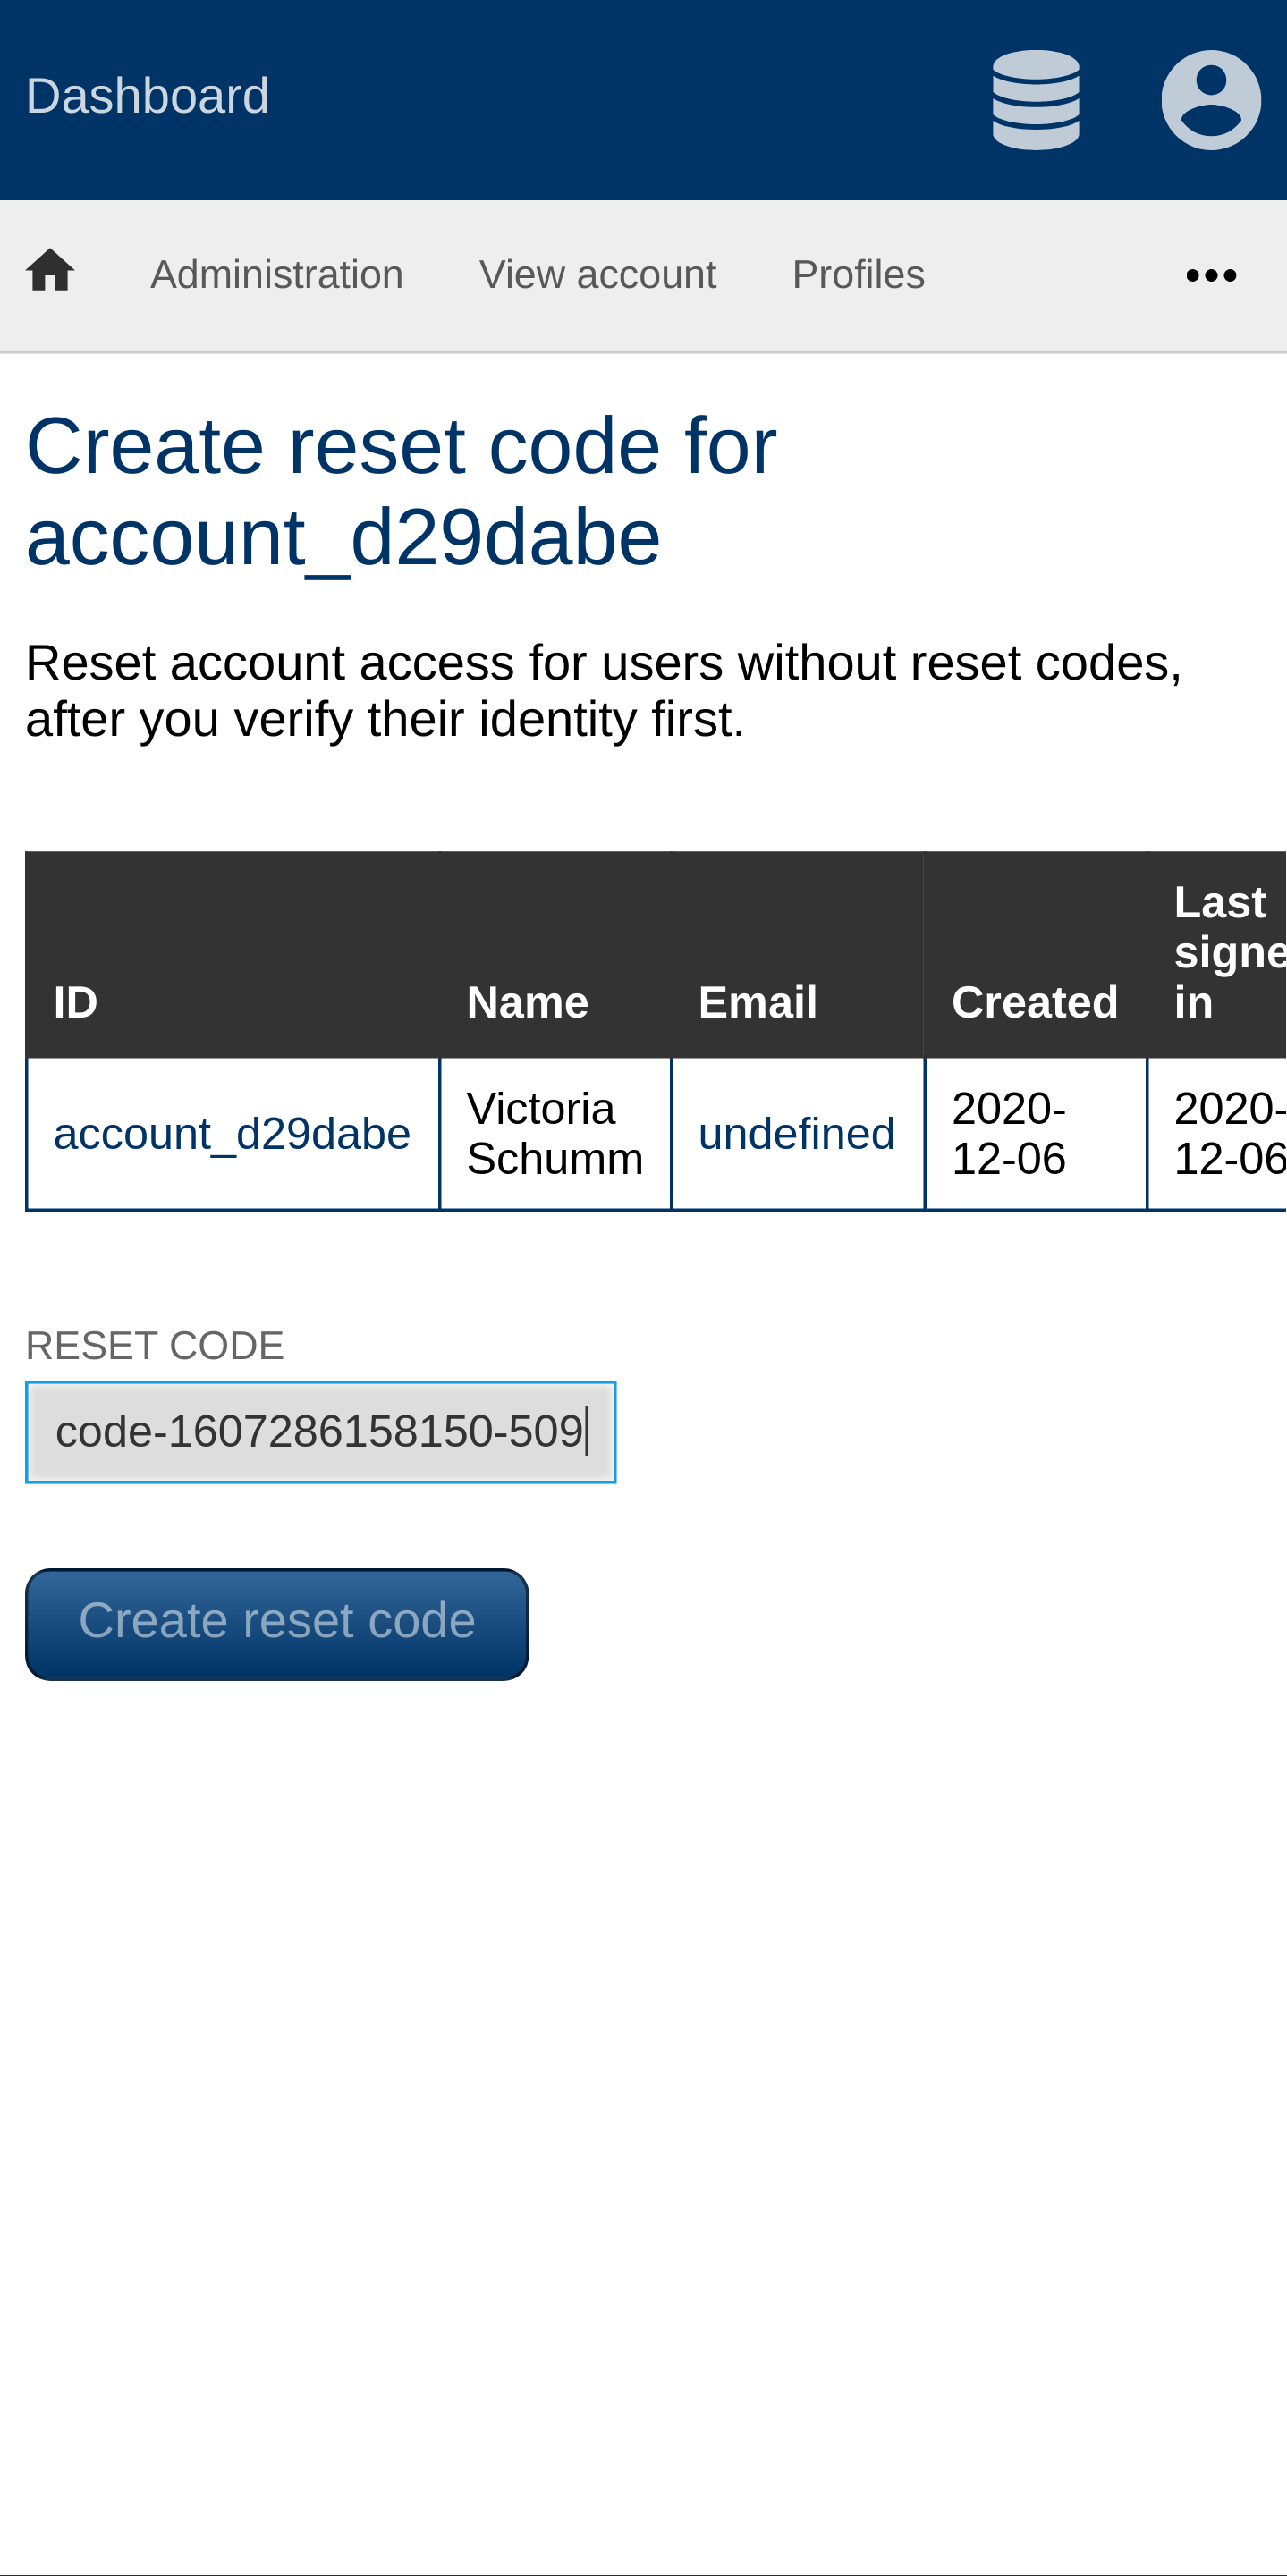 Dashboard
Administration View account Profiles
Create reset code for
account_d29dabe
Reset account access for users without reset codes,
after you verify their identity first.
ID Name Email Created Last signe in
account_d29dabe Victoria Schumm undefined 2020-12-06 2020-12-06
RESET CODE
code-1607286158150-509
Create reset code